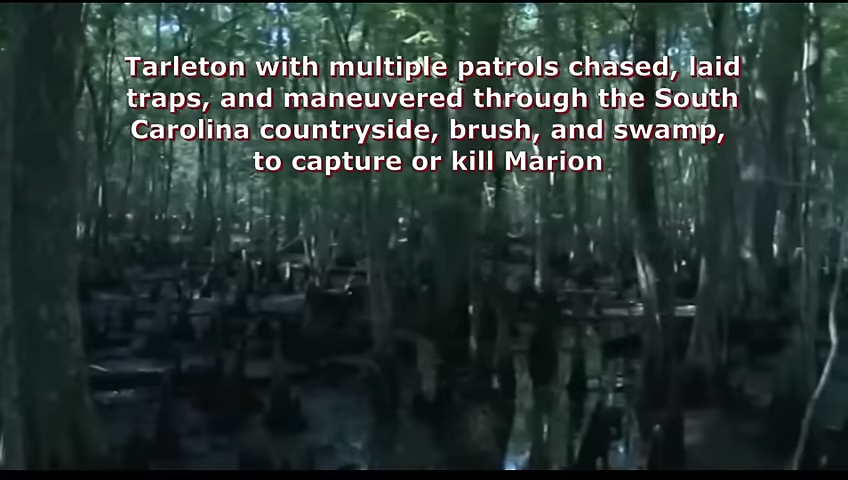 Tarleton with multiple patrols chased, laid
traps, and maneuvered through the South
Carolina countryside, brush, and swamp,
to capture or kill Marion